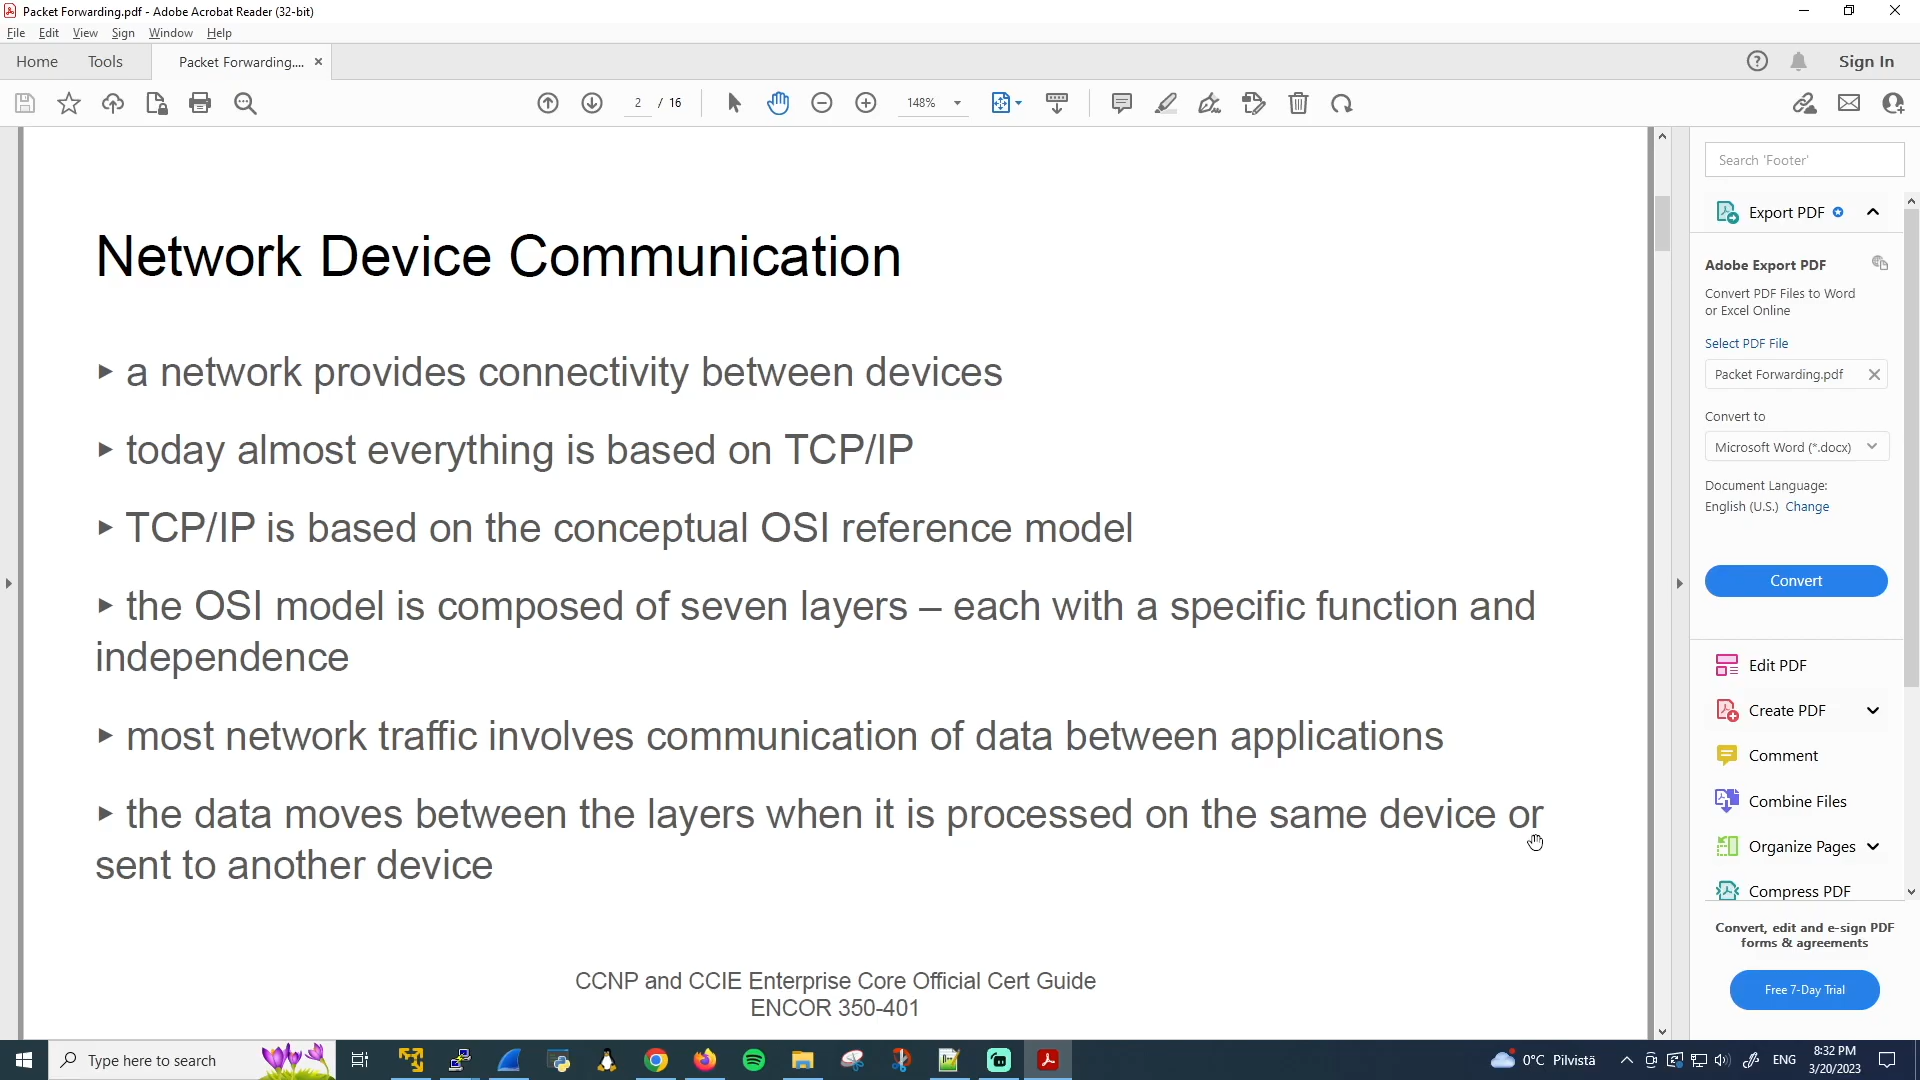 Packet Forwarding.pdf - Adobe Acrobat Reader (32-bit)
File Edit View Sign Window Help
Home Tools Packet Forwarding.... × Sign In
2 / 16 148%
Search 'Footer'
Export PDF
Adobe Export PDF
Convert PDF Files to Word
or Excel Online
Select PDF File
Packet Forwarding.pdf
Convert to
Microsoft Word (*.docx)
Document Language:
English (U.S.) Change
Convert
Edit PDF
Create PDF
Comment
Combine Files
Organize Pages
Compress PDF
Convert, edit and e-sign PDF
forms & agreements
Free 7-Day Trial
Network Device Communication
▸ a network provides connectivity between devices
▸ today almost everything is based on TCP/IP
▸ TCP/IP is based on the conceptual OSI reference model
▸ the OSI model is composed of seven layers – each with a specific function and
independence
▸ most network traffic involves communication of data between applications
▸ the data moves between the layers when it is processed on the same device or
sent to another device
CCNP and CCIE Enterprise Core Official Cert Guide
ENCOR 350-401
Type here to search
0°C Pilvistä
ENG
8:32 PM
3/20/2023